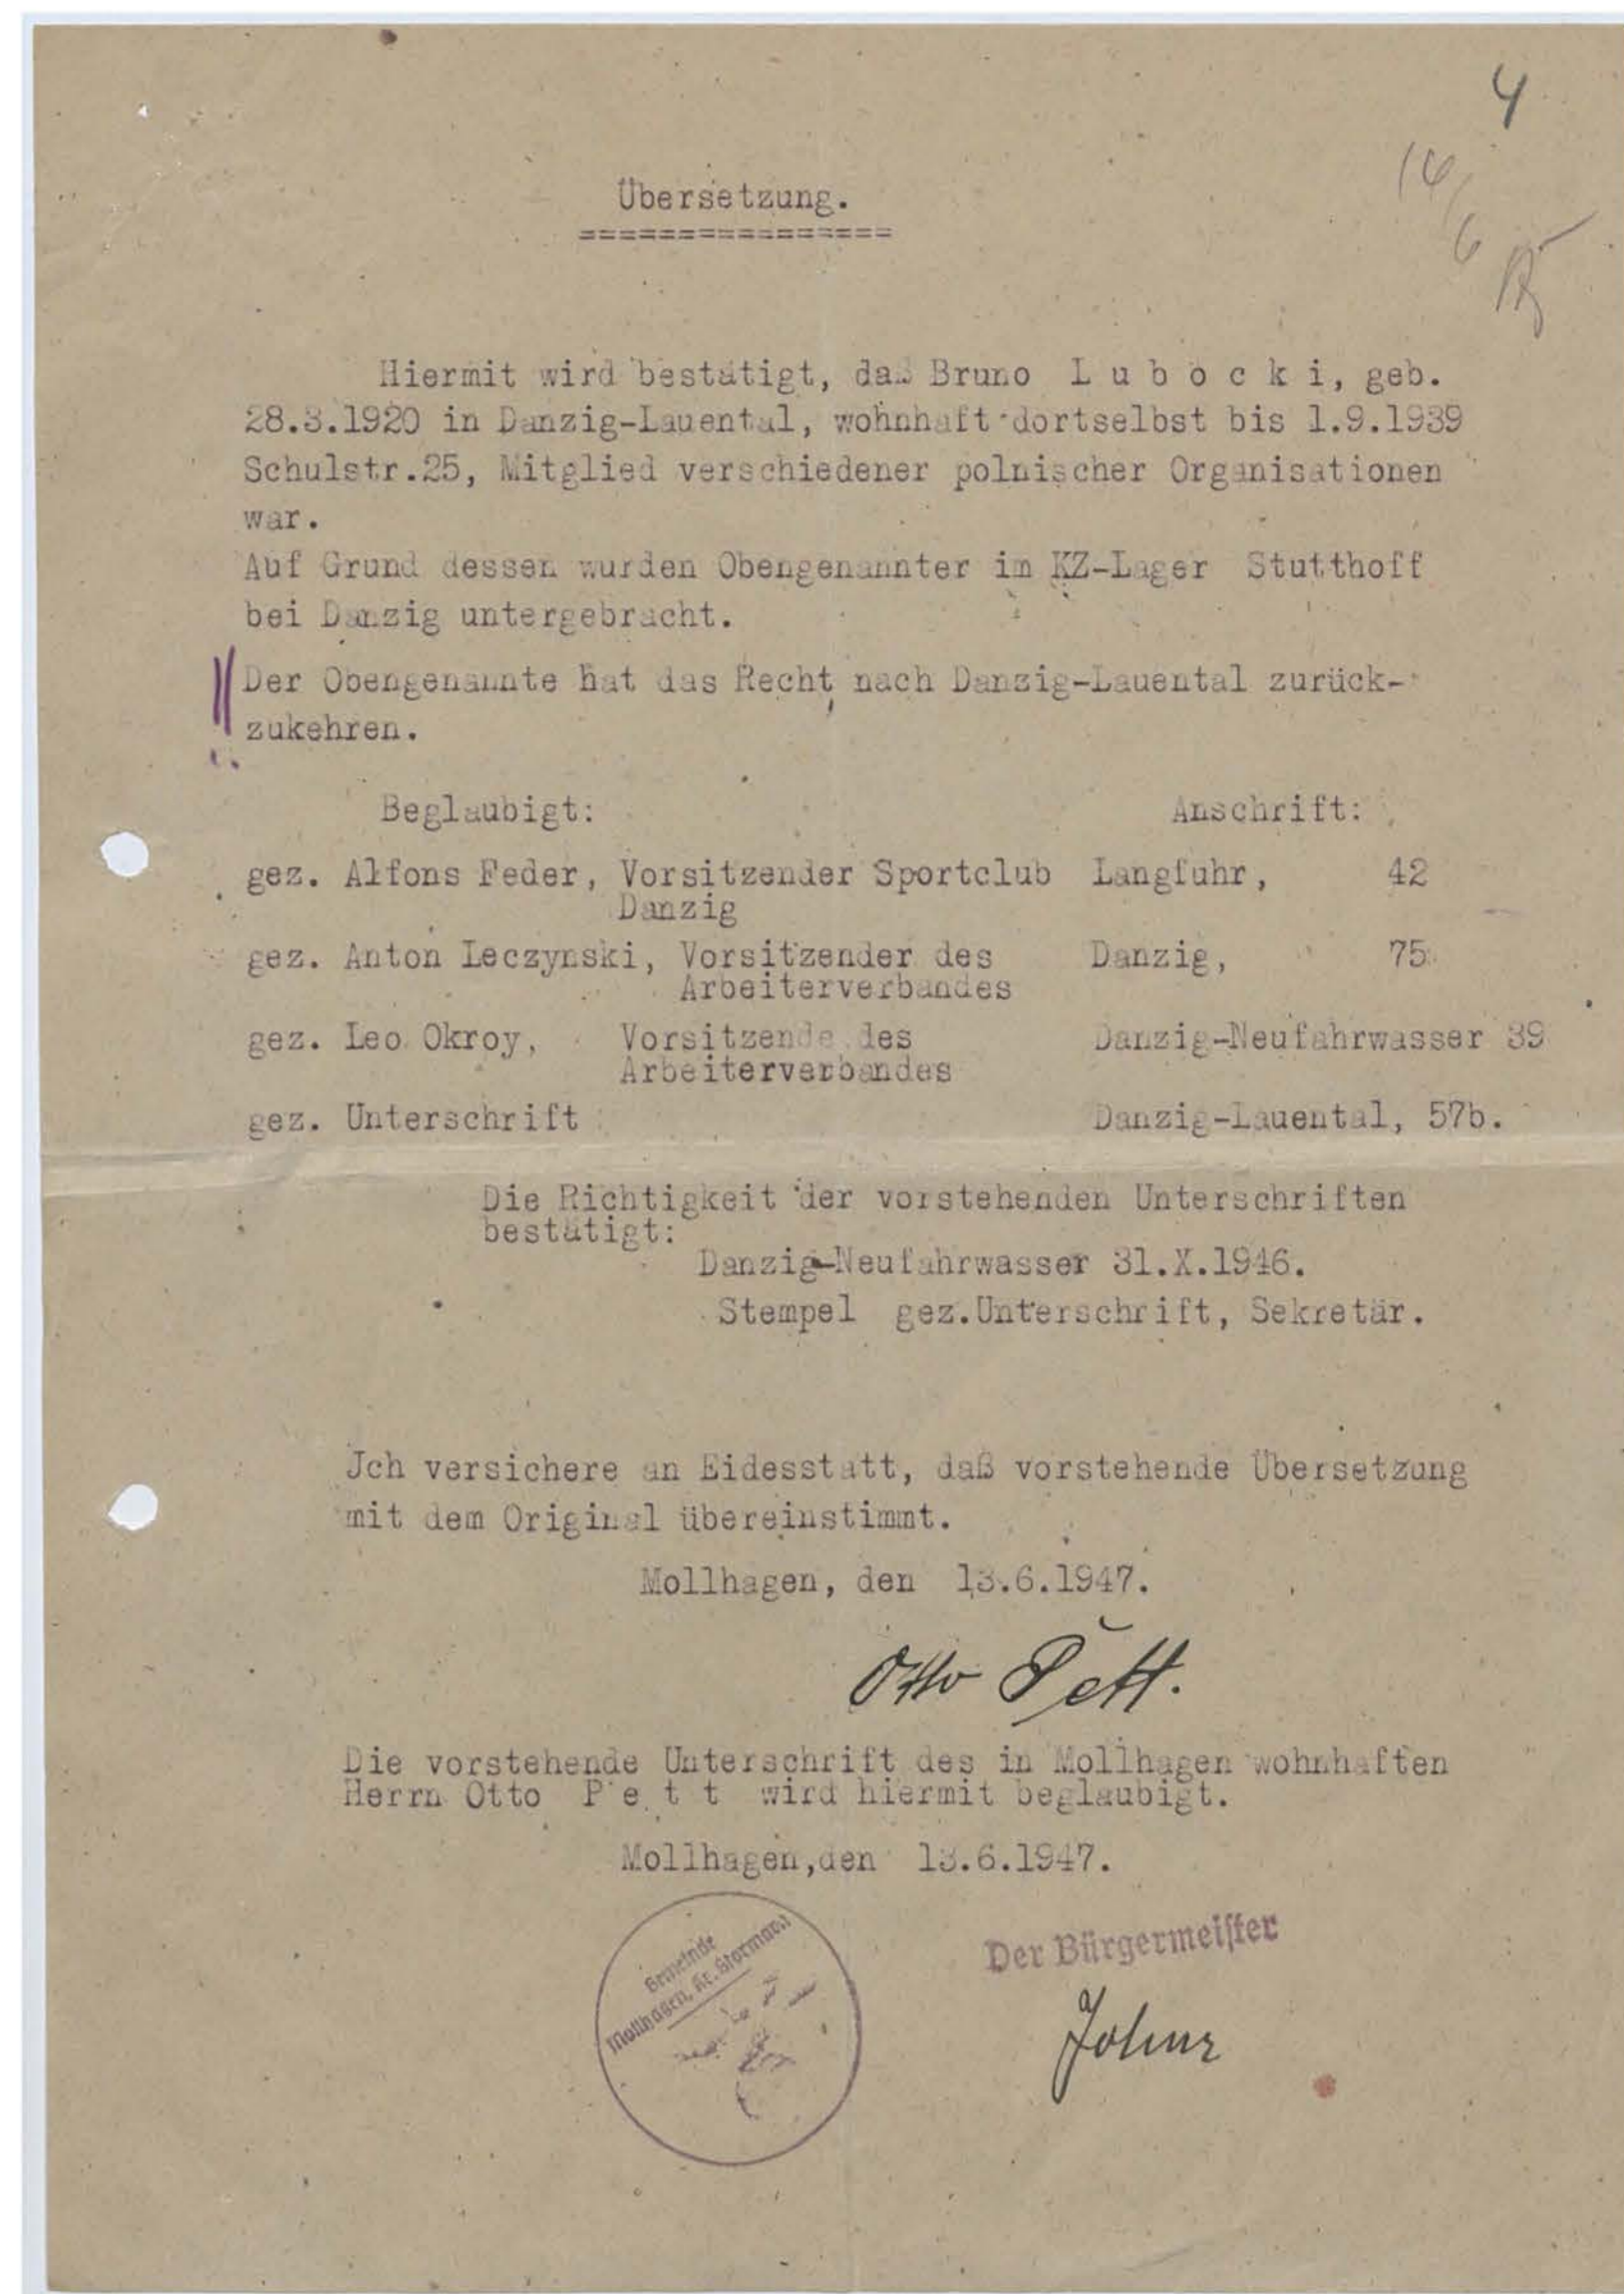 4
16/6
Übersetzung.
================
Hiermit wird bestätigt, daß Bruno L u b o c k i, geb.
28.3.1920 in Danzig-Lauental, wohnhaft dortselbst bis 1.9.1939
Schulstr.25, Mitglied verschiedener polnischer Organisationen
war.
Auf Grund dessen wurden Obengenannter im KZ-Lager Stutthoff
bei Danzig untergebracht.
Der Obengenannte hat das Recht, nach Danzig-Lauental zurück-
zukehren.
Beglaubigt: Anschrift:
gez. Alfons Feder, Vorsitzender Sportclub Langfuhr, 42
Danzig
gez. Anton Leczynski, Vorsitzender des Danzig, 75
Arbeiterverbandes
gez. Leo Okroy, Vorsitzende des Danzig-Neufahrwasser 39
Arbeiterverbandes
gez. Unterschrift Danzig-Lauental, 57b.
Die Richtigkeit der vorstehenden Unterschriften
bestätigt:
Danzig-Neufahrwasser 31.X.1946.
Stempel gez.Unterschrift, Sekretär.
Jch versichere an Eidesstatt, daß vorstehende Übersetzung
mit dem Original übereinstimmt.
Mollhagen, den 13.6.1947.
Otto Pett.
Die vorstehende Unterschrift des in Mollhagen wohnhaften
Herrn Otto P e t t wird hiermit beglaubigt.
Mollhagen,den 13.6.1947.
Gemeinde
Mollhagen, Kr. Stormarn
Der Bürgermeister